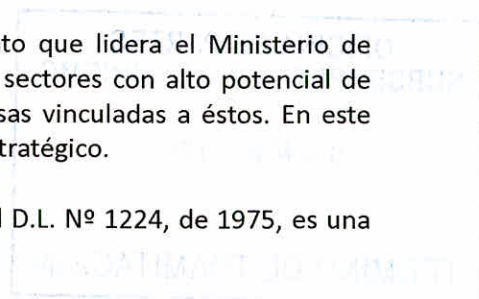 to que lidera el Ministerio de
sectores con alto potencial de
sas vinculadas a éstos. En este
tratégico.
l D.L. Nº 1224, de 1975, es una